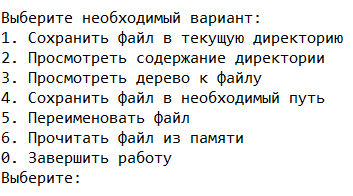 Выберите необходимый вариант:
1. Сохранить файл в текущую директорию
2. Просмотреть содержание директории
3. Просмотреть дерево к файлу
4. Сохранить файл в необходимый путь
5. Переименовать файл
6. Прочитать файл из памяти
0. Завершить работу
Выберите: